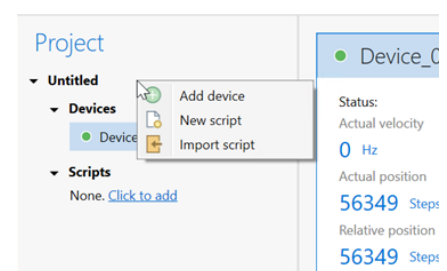 Project
Untitled
Devices
Device
Scripts
None. Click to add
Add device
New script
Import script
Device_0
Status:
Actual velocity
0 Hz
Actual position
56349 Steps
Relative position
56349 Steps